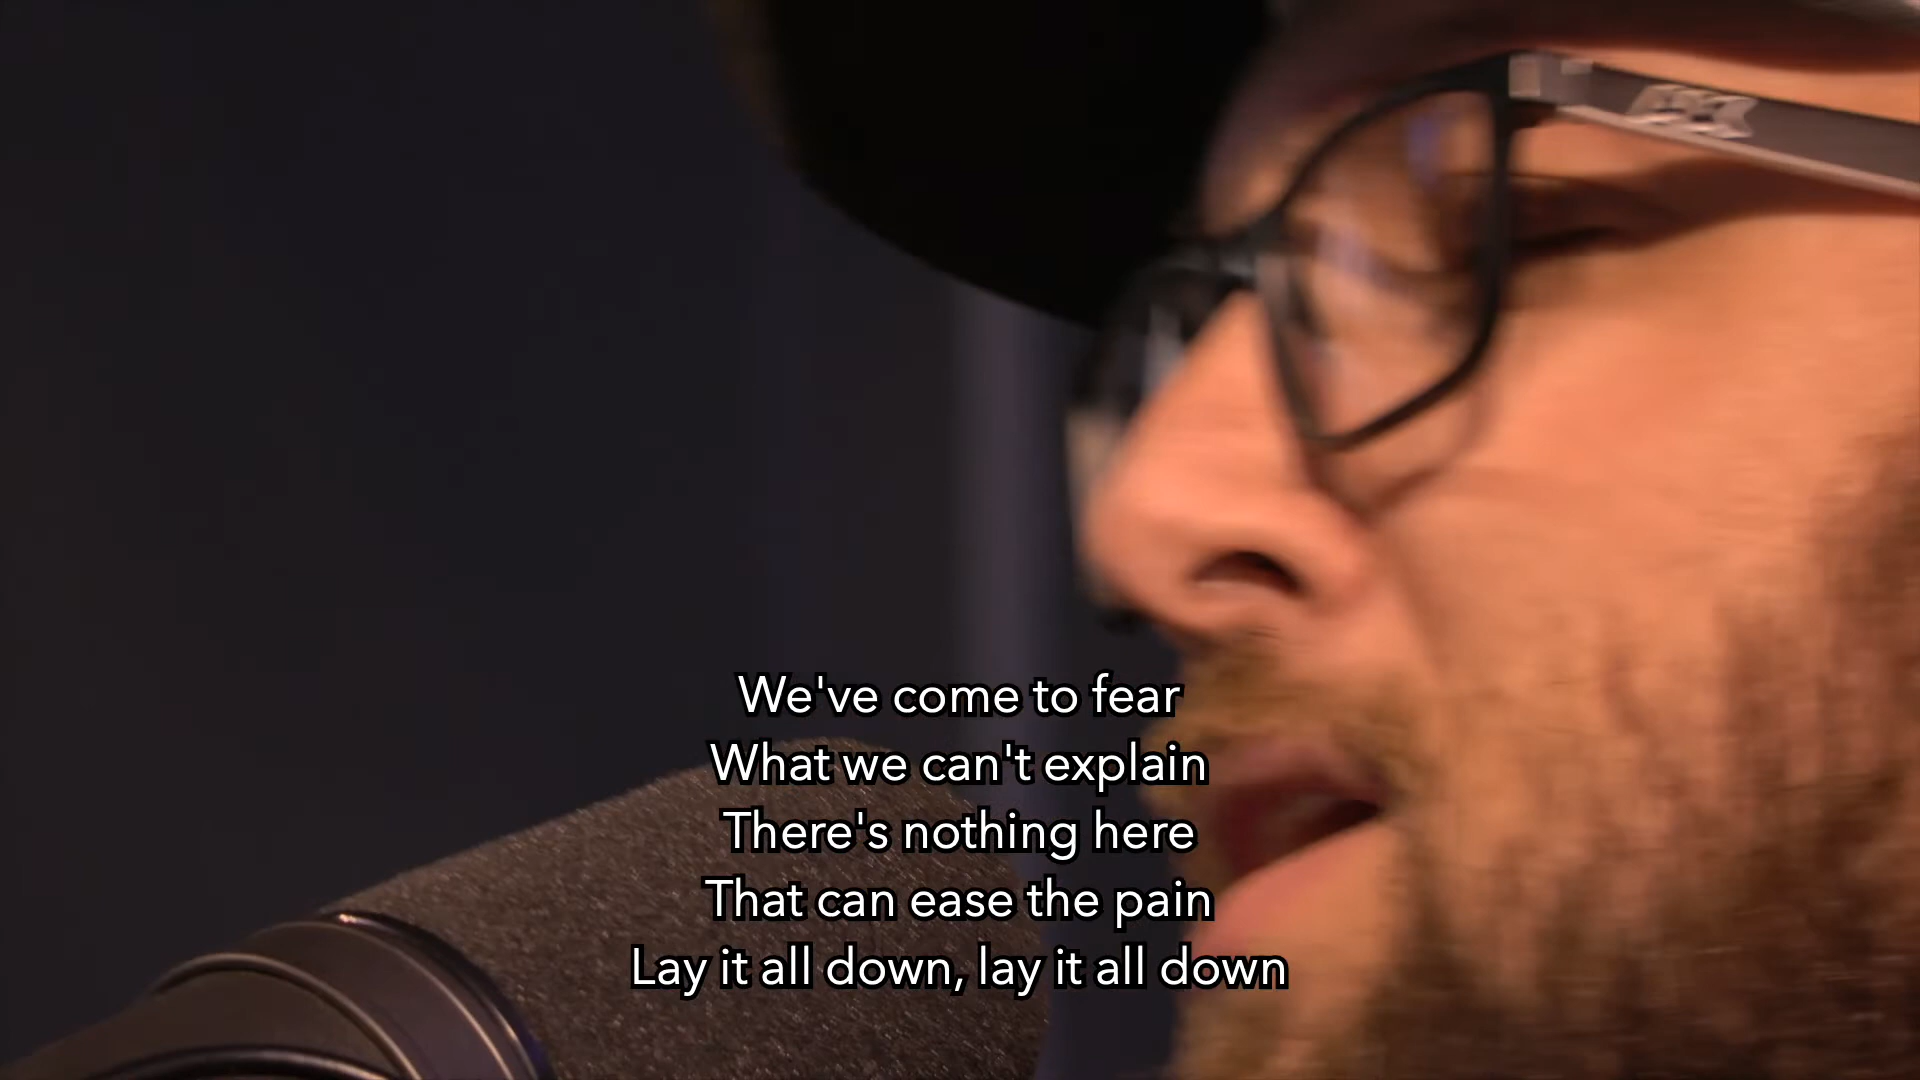 We've come to fear
What we can't explain
There's nothing here
That can ease the pain
Lay it all down, lay it all down